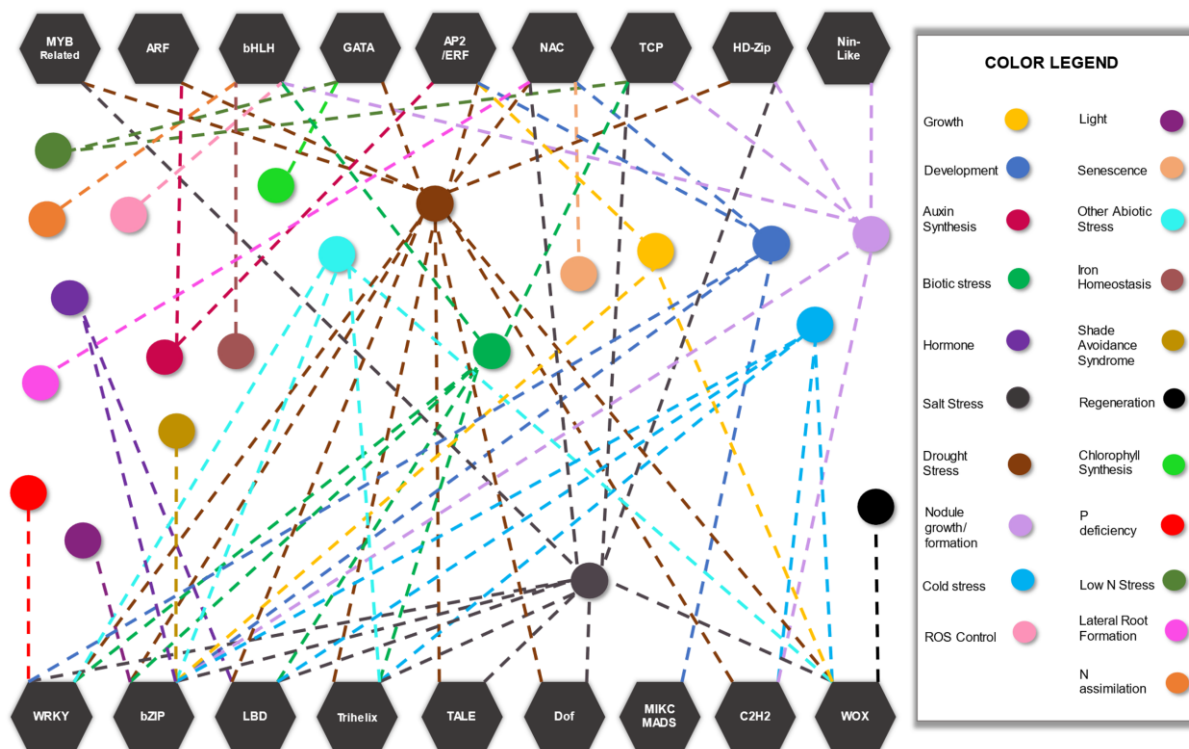 MYB
Related
ARF
bHLH
GATA
AP2
/ERF
NAC
TCP
HD-Zip
Nin-
Like
COLOR LEGEND
Growth
Light
Development
Senescence
Auxin
Synthesis
Other Abiotic
Stress
Biotic stress
Iron
Homeostasis
Hormone
Shade
Avoidance
Syndrome
Salt Stress
Regeneration
Drought
Stress
Chlorophyll
Synthesis
Nodule
growth/
formation
P
deficiency
Cold stress
Low N Stress
ROS Control
Lateral Root
Formation
N
assimilation
WRKY
bZIP
LBD
Trihelix
TALE
Dof
MIKC
MADS
C2H2
WOX